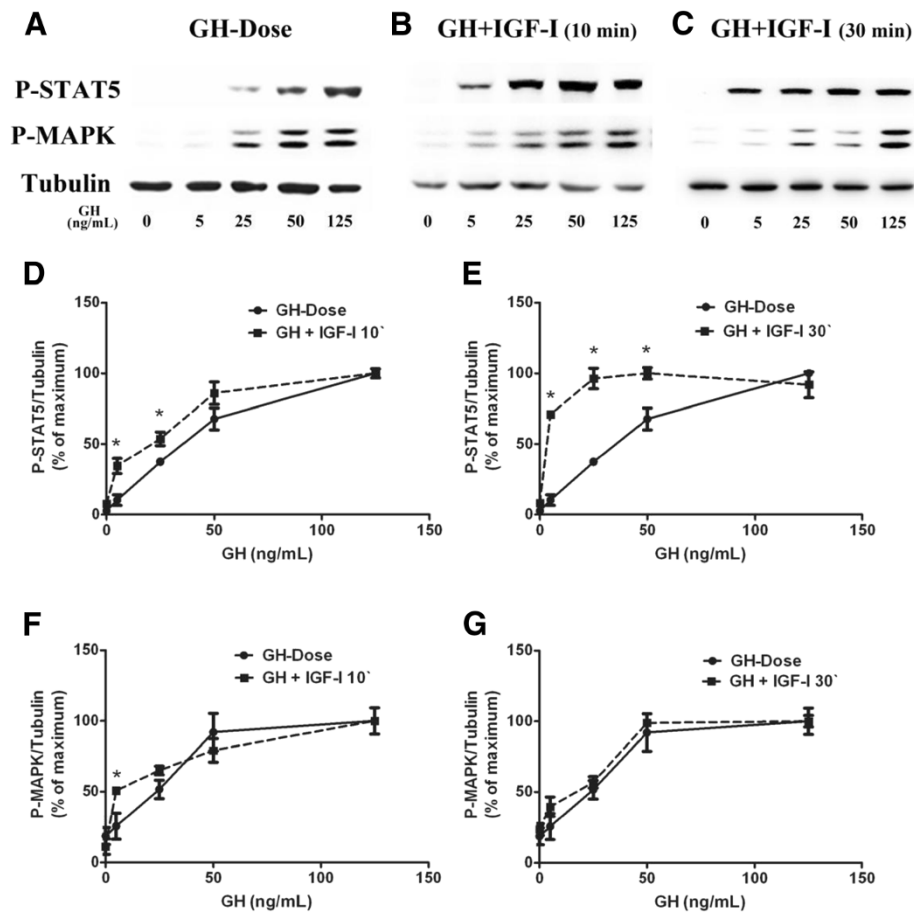 A GH-Dose B GH+IGF-I (10 min) C GH+IGF-I (30 min)
P-STAT5
P-MAPK
Tubulin
GH (ng/mL) 0 5 25 50 125 0 5 25 50 125 0 5 25 50 125
D
P-STAT5/Tubulin
(% of maximum)
150
100
50
0
GH-Dose
GH + IGF-I 10`
* *
0 50 100 150
GH (ng/mL)
E
P-STAT5/Tubulin
(% of maximum)
150
100
50
0
GH-Dose
GH + IGF-I 30`
* * *
0 50 100 150
GH (ng/mL)
F
P-MAPK/Tubulin
(% of maximum)
150
100
50
0
GH-Dose
GH + IGF-I 10`
*
0 50 100 150
GH (ng/mL)
G
P-MAPK/Tubulin
(% of maximum)
150
100
50
0
GH-Dose
GH + IGF-I 30`
0 50 100 150
GH (ng/mL)